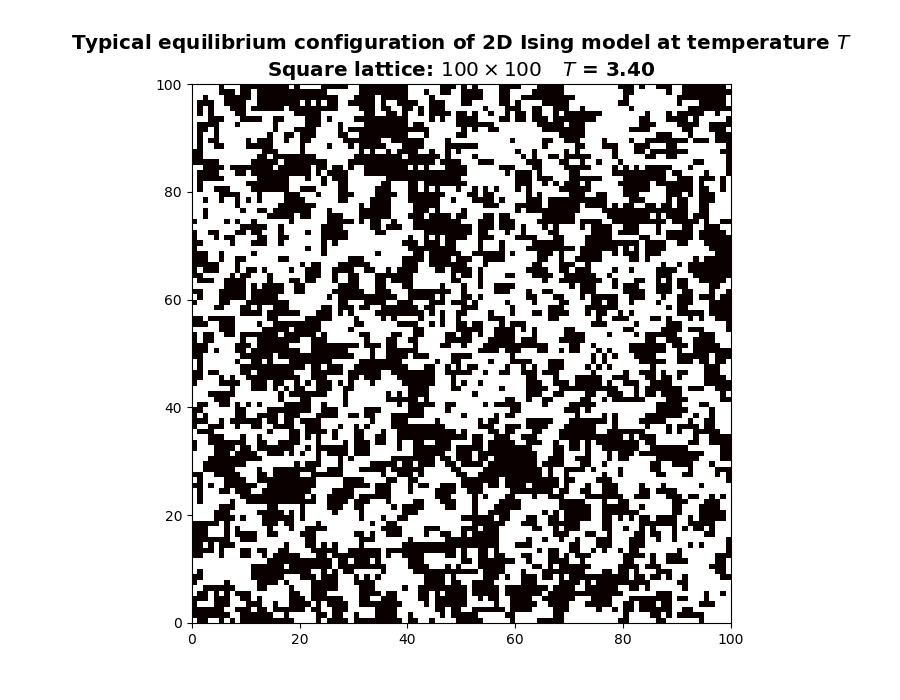 Typical equilibrium configuration of 2D Ising model at temperature T
Square lattice: 100 × 100 T = 3.40
100
80
60
40
20
0
0 20 40 60 80 100